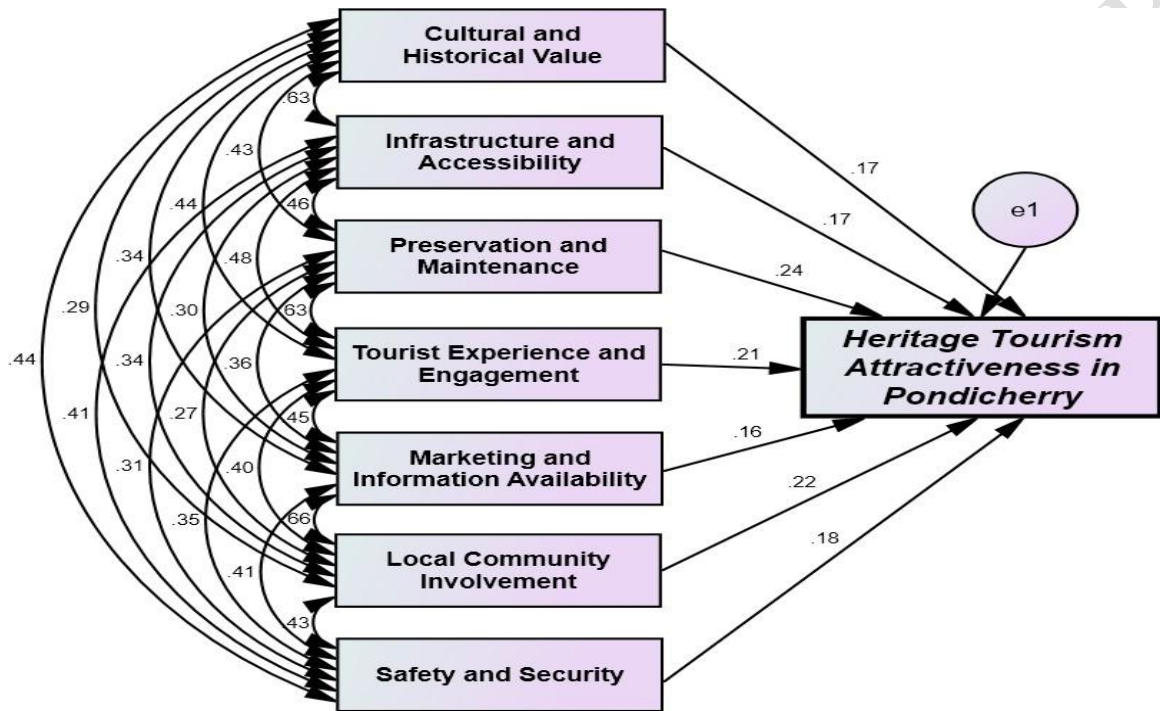 Cultural and
Historical Value
.63
Infrastructure and
Accessibility
.43
.17
.17
e1
.44
.46
Preservation and
Maintenance
.34
.48
.24
.29
.30
.63
Tourist Experience and
Engagement
.21
Heritage Tourism
Attractiveness in
Pondicherry
.44
.34
.36
.41
.27
.45
Marketing and
Information Availability
.16
.31
.40
.22
.35
.66
Local Community
Involvement
.18
.41
.43
Safety and Security